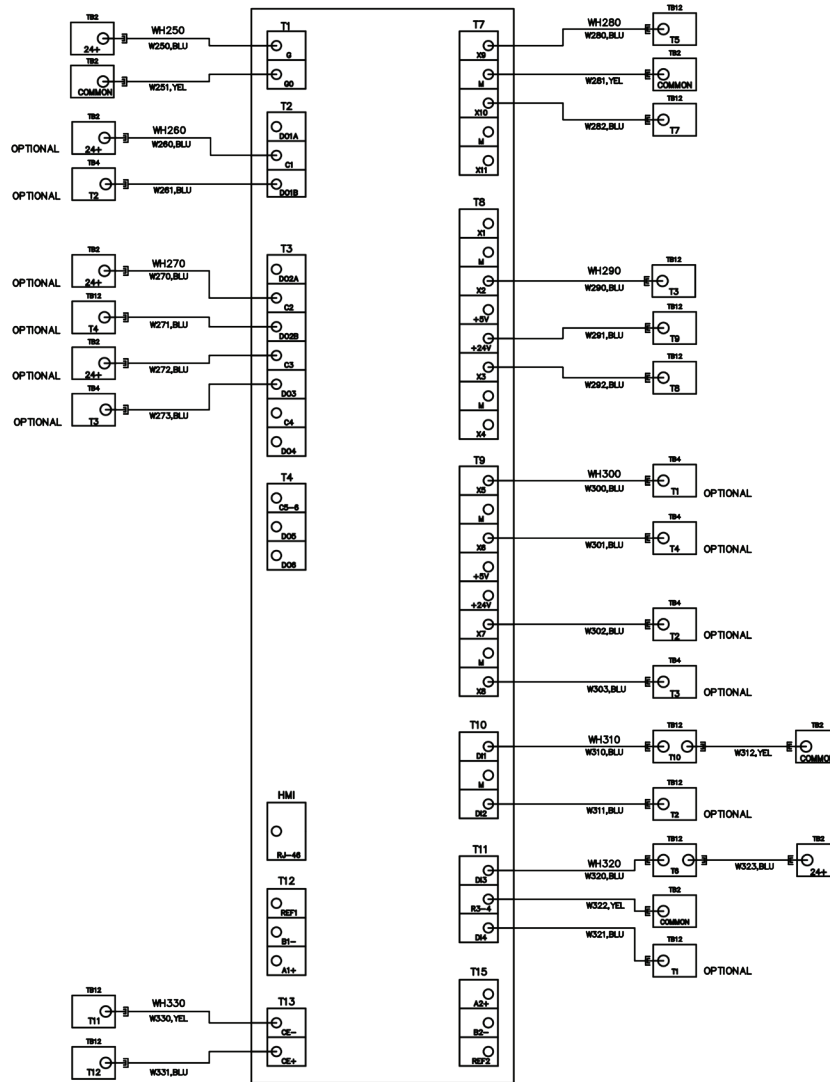 TB2
24+
WH250
W250,BLU
T1
G
TB2
COMMON
W251,YEL
G0
T2
DO1A
OPTIONAL
TB2
24+
WH260
W260,BLU
C1
OPTIONAL
TB4
T2
W261,BLU
DO1B
T3
DO2A
OPTIONAL
TB2
24+
WH270
W270,BLU
C2
OPTIONAL
TB12
T4
W271,BLU
DO2B
OPTIONAL
TB2
24+
W272,BLU
C3
OPTIONAL
TB4
T3
W273,BLU
DO3
C4
DO4
T4
C5-6
DO5
DO6
HMI
RJ-45
T12
REF1
B1-
A1+
TB12
T11
WH330
W330,YEL
T13
CE-
TB12
T12
W331,BLU
CE+
T7
X9
WH280
W280,BLU
TB12
T5
M
W281,YEL
TB2
COMMON
X10
W282,BLU
TB12
T7
M
X11
T8
X1
M
X2
WH290
W290,BLU
TB12
T3
+5V
+24V
W291,BLU
TB12
T9
X3
W292,BLU
TB12
T8
M
X4
T9
X5
WH300
W300,BLU
TB4
T1
OPTIONAL
M
X6
W301,BLU
TB4
T4
OPTIONAL
+5V
+24V
X7
W302,BLU
TB4
T2
OPTIONAL
M
X8
W303,BLU
TB4
T3
OPTIONAL
T10
DI1
WH310
W310,BLU
TB12
T10
W312,YEL
TB2
COMMON
M
DI2
W311,BLU
TB12
T2
OPTIONAL
T11
DI3
WH320
W320,BLU
TB12
T6
W323,BLU
TB2
24+
R3-4
W322,YEL
TB2
COMMON
DI4
W321,BLU
TB12
T1
OPTIONAL
T15
A2+
B2-
REF2